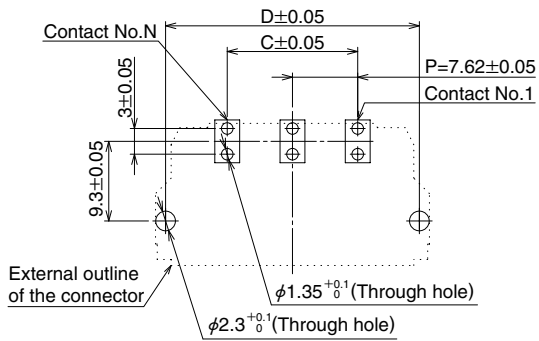 D±0.05
Contact No.N
C±0.05
P=7.62±0.05
3±0.05
Contact No.1
9.3±0.05
External outline
of the connector
φ1.35 +0.1 0 (Through hole)
φ2.3 +0.1 0 (Through hole)